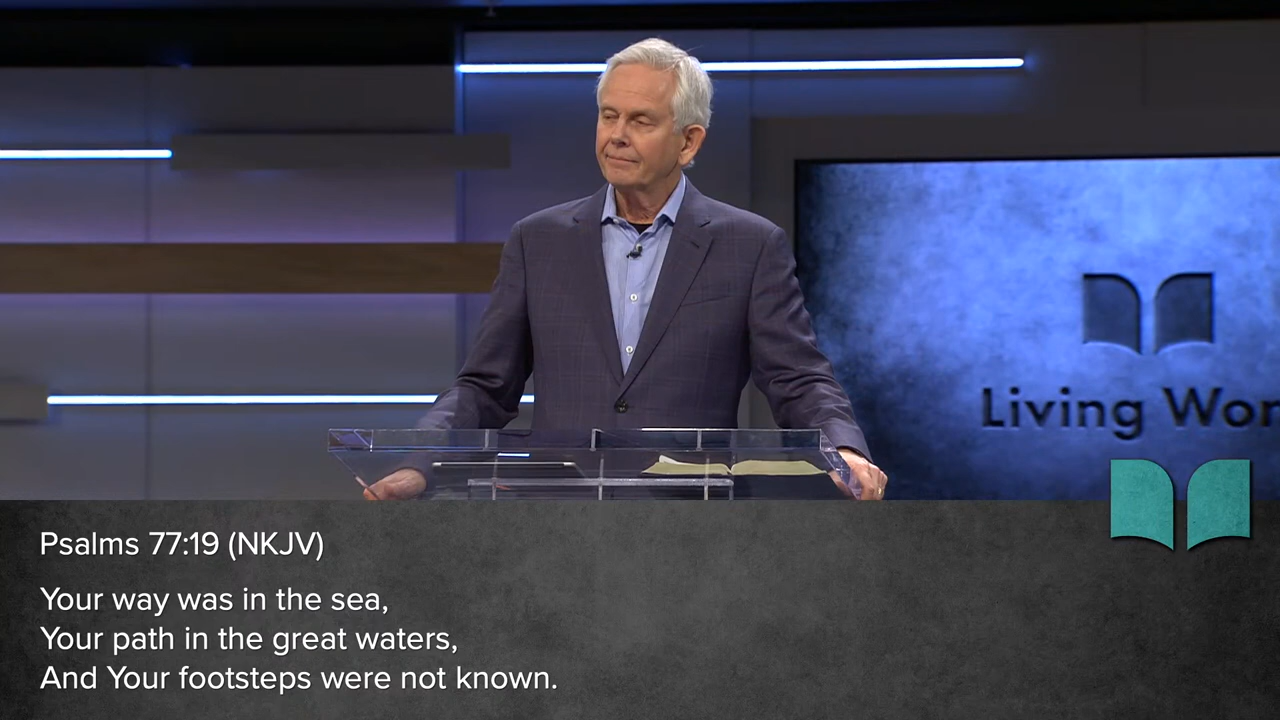 Living Wor
Psalms 77:19 (NKJV)
Your way was in the sea,
Your path in the great waters,
And Your footsteps were not known.